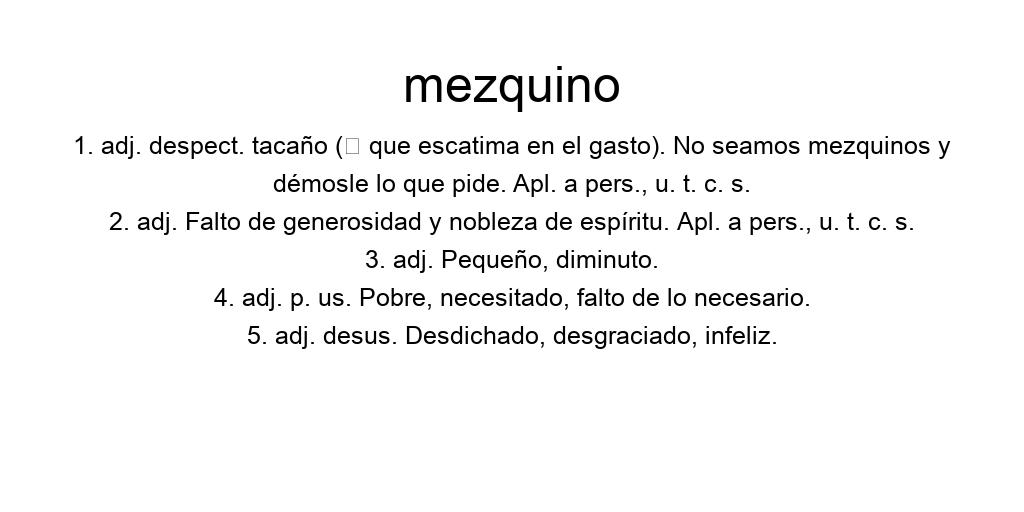 mezquino
1. adj. despect. tacaño (▯ que escatima en el gasto). No seamos mezquinos y
démosle lo que pide. Apl. a pers., u. t. c. s.
2. adj. Falto de generosidad y nobleza de espíritu. Apl. a pers., u. t. c. s.
3. adj. Pequeño, diminuto.
4. adj. p. us. Pobre, necesitado, falto de lo necesario.
5. adj. desus. Desdichado, desgraciado, infeliz.